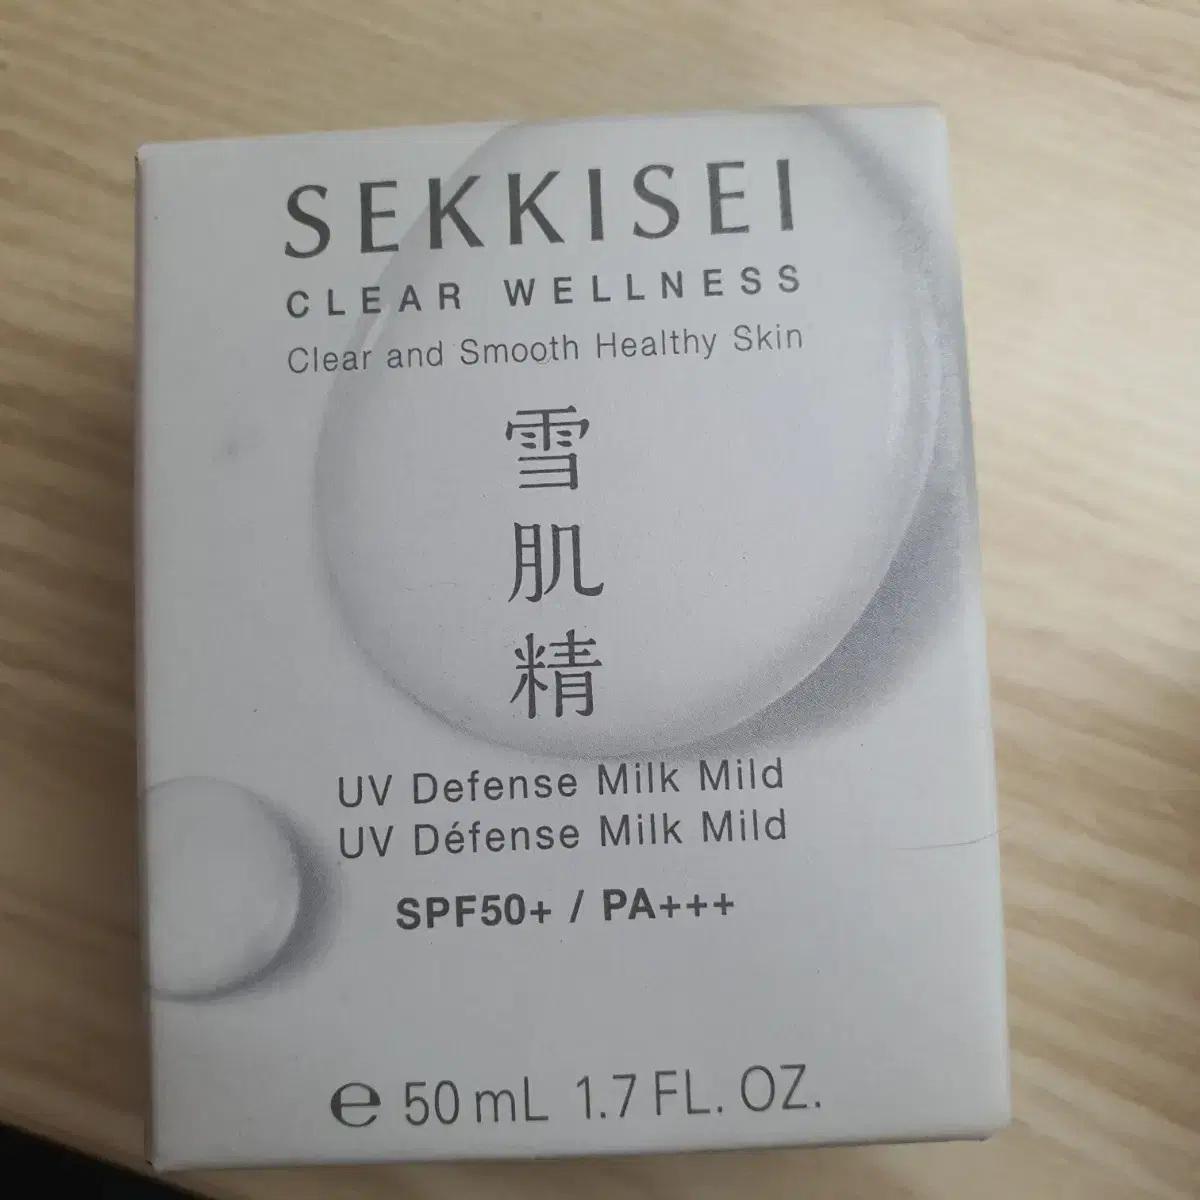 SEKKISEI
CLEAR WELLNESS
Clear and Smooth Healthy Skin
雪
肌
精
UV Defense Milk Mild
UV Défense Milk Mild
SPF50+ / PA+++
℮ 50 mL 1.7 FL. OZ.